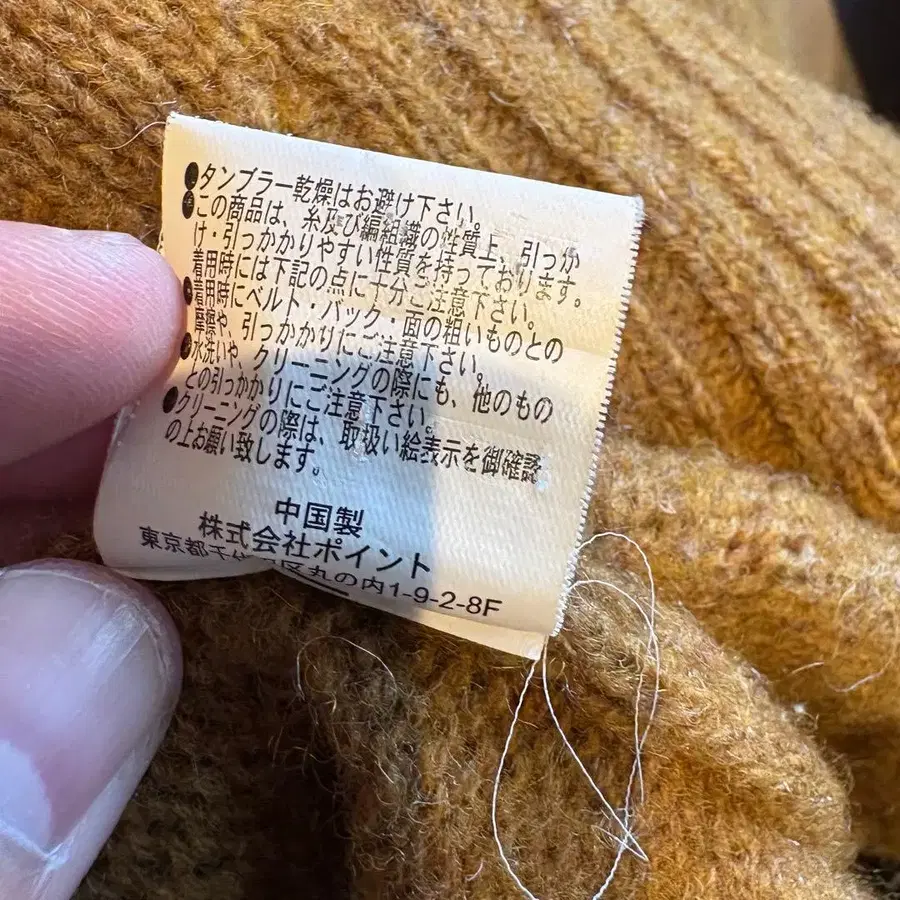 ●タンブラー乾燥はお避け下さい。
●この商品は、糸及び編組織の性質上、引っか
け・引っかかりやすい性質を持っております。
着用時には下記の点に十分ご注意下さい。
●着用時にベルト・バック・面の粗いものとの
摩擦や、引っかかりにご注意下さい。
●水洗いや、クリーニングの際にも、他のもの
との引っかかりにご注意下さい。
●クリーニングの際は、取扱い絵表示を御確認
の上お願い致します。
中国製
株式会社ポイント
東京都千代田区丸の内1-9-2-8F